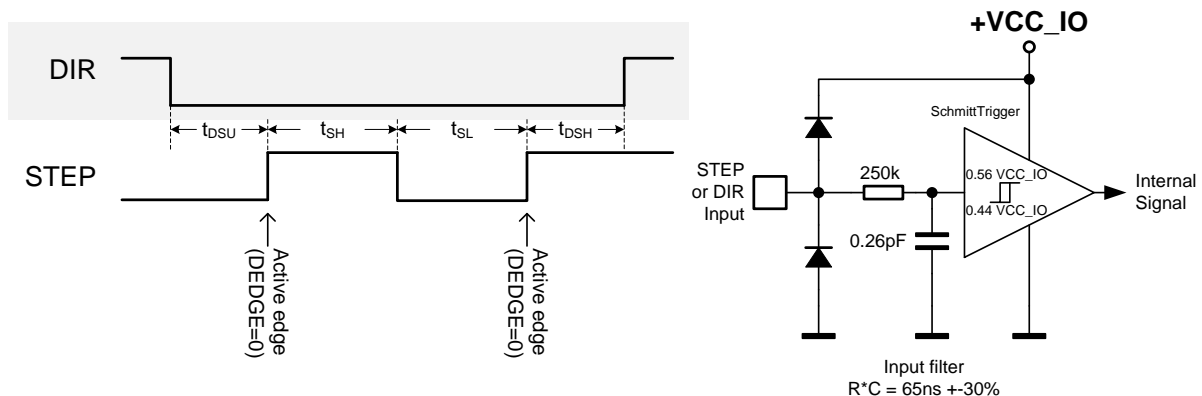 DIR
tDSU
tSH
tSL
tDSH
STEP
Active edge
(DEDGE=0)
Active edge
(DEDGE=0)
+VCC_IO
SchmittTrigger
0.56 VCC_IO
0.44 VCC_IO
250k
0.26pF
STEP
or DIR
Input
Internal
Signal
Input filter
R*C = 65ns +-30%